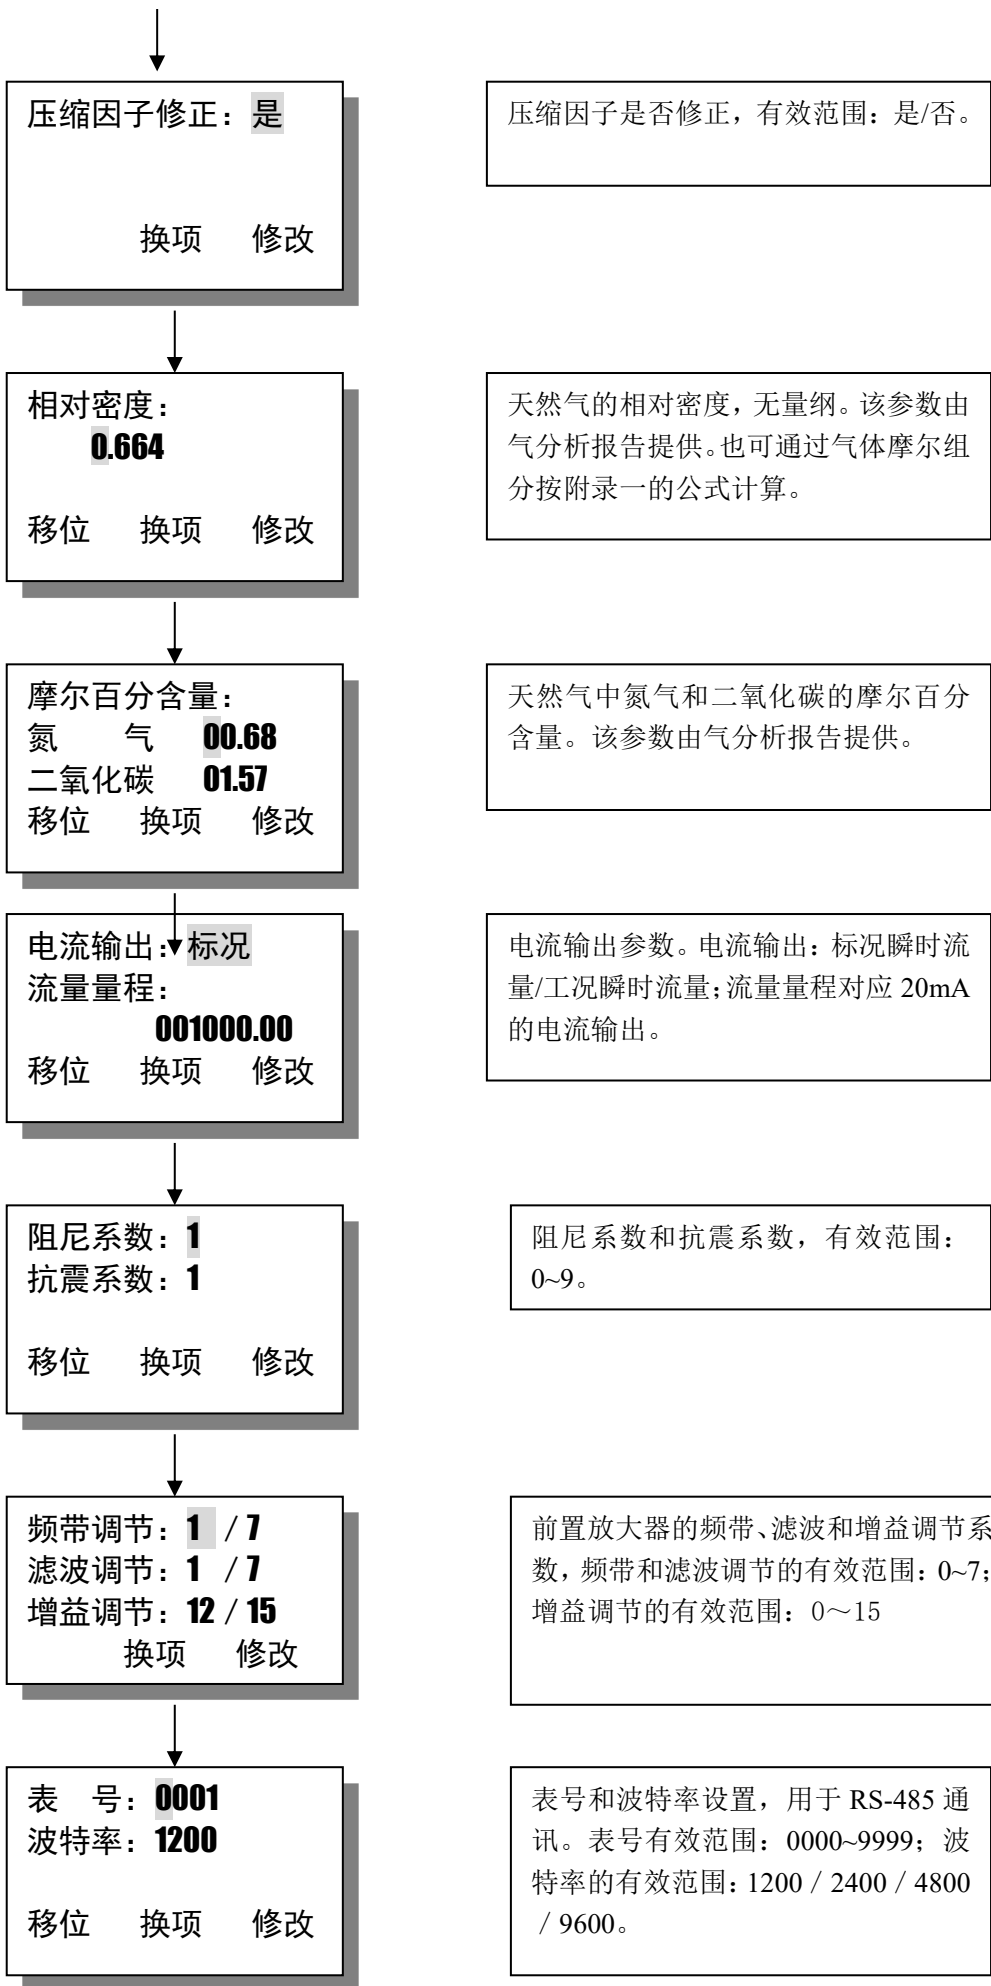 压缩因子修正：是
换项 修改
压缩因子是否修正，有效范围：是/否。
相对密度：
0.664
移位 换项 修改
天然气的相对密度，无量纲。该参数由
气分析报告提供。也可通过气体摩尔组
分按附录一的公式计算。
摩尔百分含量：
氮 气 00.68
二氧化碳 01.57
移位 换项 修改
天然气中氮气和二氧化碳的摩尔百分
含量。该参数由气分析报告提供。
电流输出：标况
流量量程：
001000.00
移位 换项 修改
电流输出参数。电流输出：标况瞬时流
量/工况瞬时流量；流量量程对应 20mA
的电流输出。
阻尼系数：1
抗震系数：1
移位 换项 修改
阻尼系数和抗震系数，有效范围：
0~9。
频带调节：1 / 7
滤波调节：1 / 7
增益调节：12 / 15
换项 修改
前置放大器的频带、滤波和增益调节系
数，频带和滤波调节的有效范围：0~7；
增益调节的有效范围：0～15
表 号：0001
波特率：1200
移位 换项 修改
表号和波特率设置，用于 RS-485 通
讯。表号有效范围：0000~9999；波
特率的有效范围：1200 / 2400 / 4800
/ 9600。